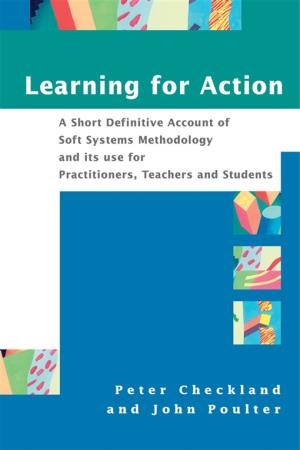 Learning for Action
A Short Definitive Account of
Soft Systems Methodology
and its use for
Practitioners, Teachers and Students
Peter Checkland
and John Poulter